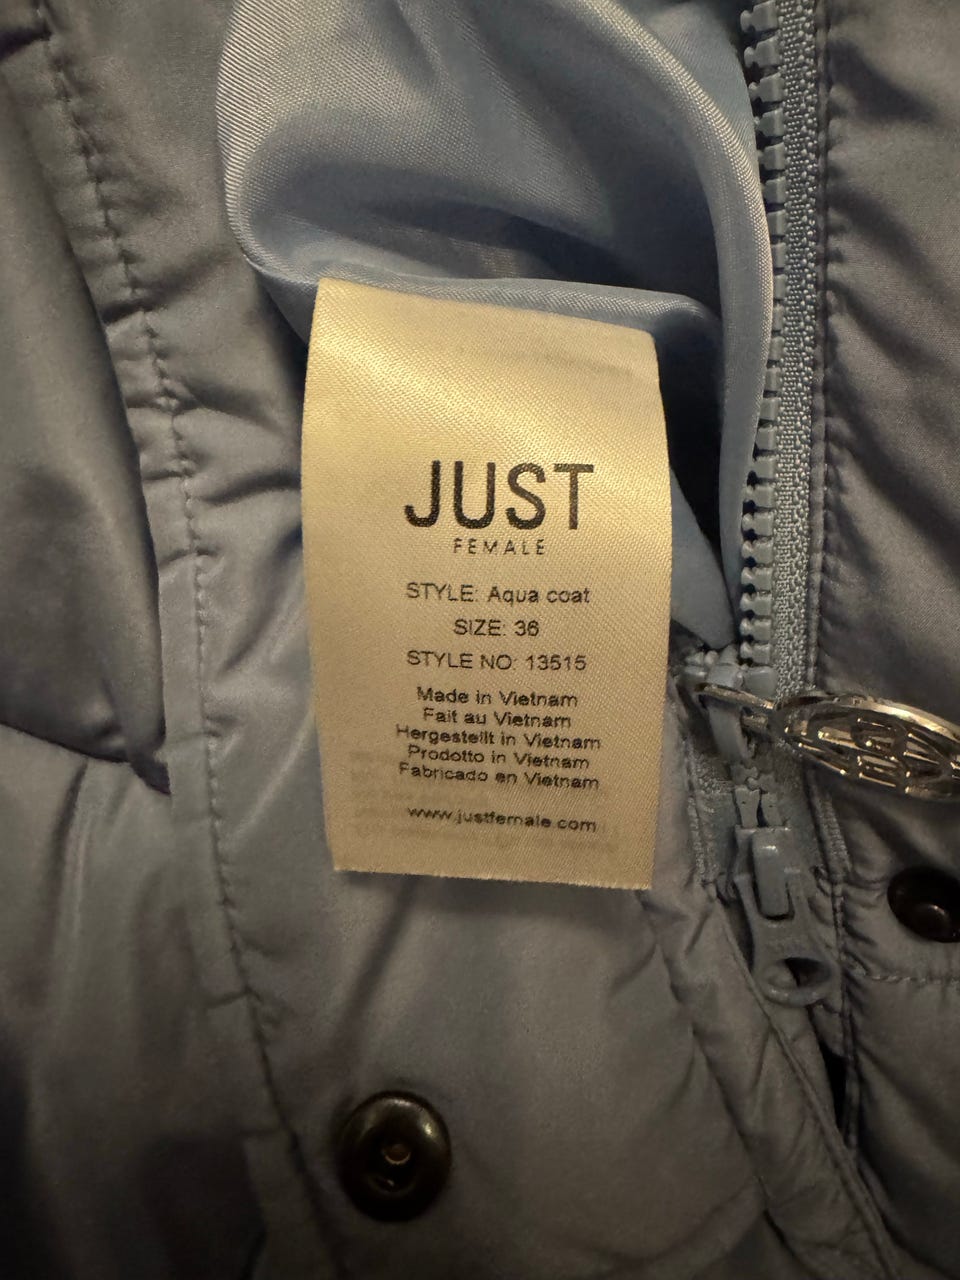 JUST
FEMALE
STYLE: Aqua coat
SIZE: 36
STYLE NO: 13515
Made in Vietnam
Fait au Vietnam
Hergestellt in Vietnam
Prodotto in Vietnam
Fabricado en Vietnam
www.justfemale.com